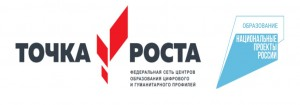 ТОЧКА РОСТА
ФЕДЕРАЛЬНАЯ СЕТЬ ЦЕНТРОВ
ОБРАЗОВАНИЯ ЦИФРОВОГО
И ГУМАНИТАРНОГО ПРОФИЛЕЙ
ОБРАЗОВАНИЕ
НАЦИОНАЛЬНЫЕ
ПРОЕКТЫ
РОССИИ